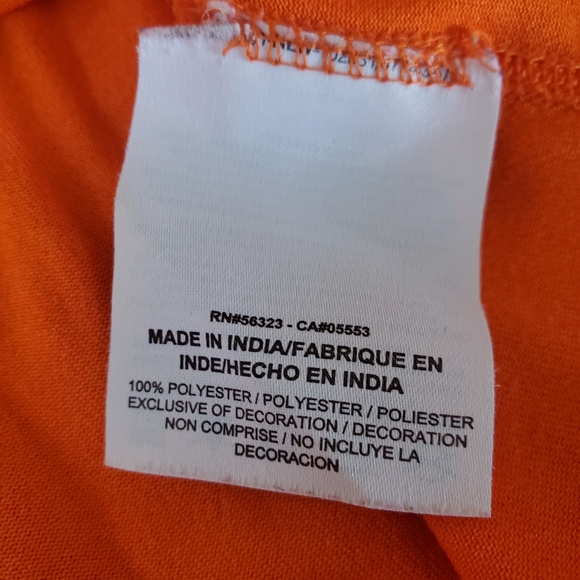 RN#56323 - CA#05553
MADE IN INDIA/FABRIQUE EN
INDE/HECHO EN INDIA
100% POLYESTER / POLYESTER / POLIESTER
EXCLUSIVE OF DECORATION / DECORATION
NON COMPRISE / NO INCLUYE LA
DECORACION